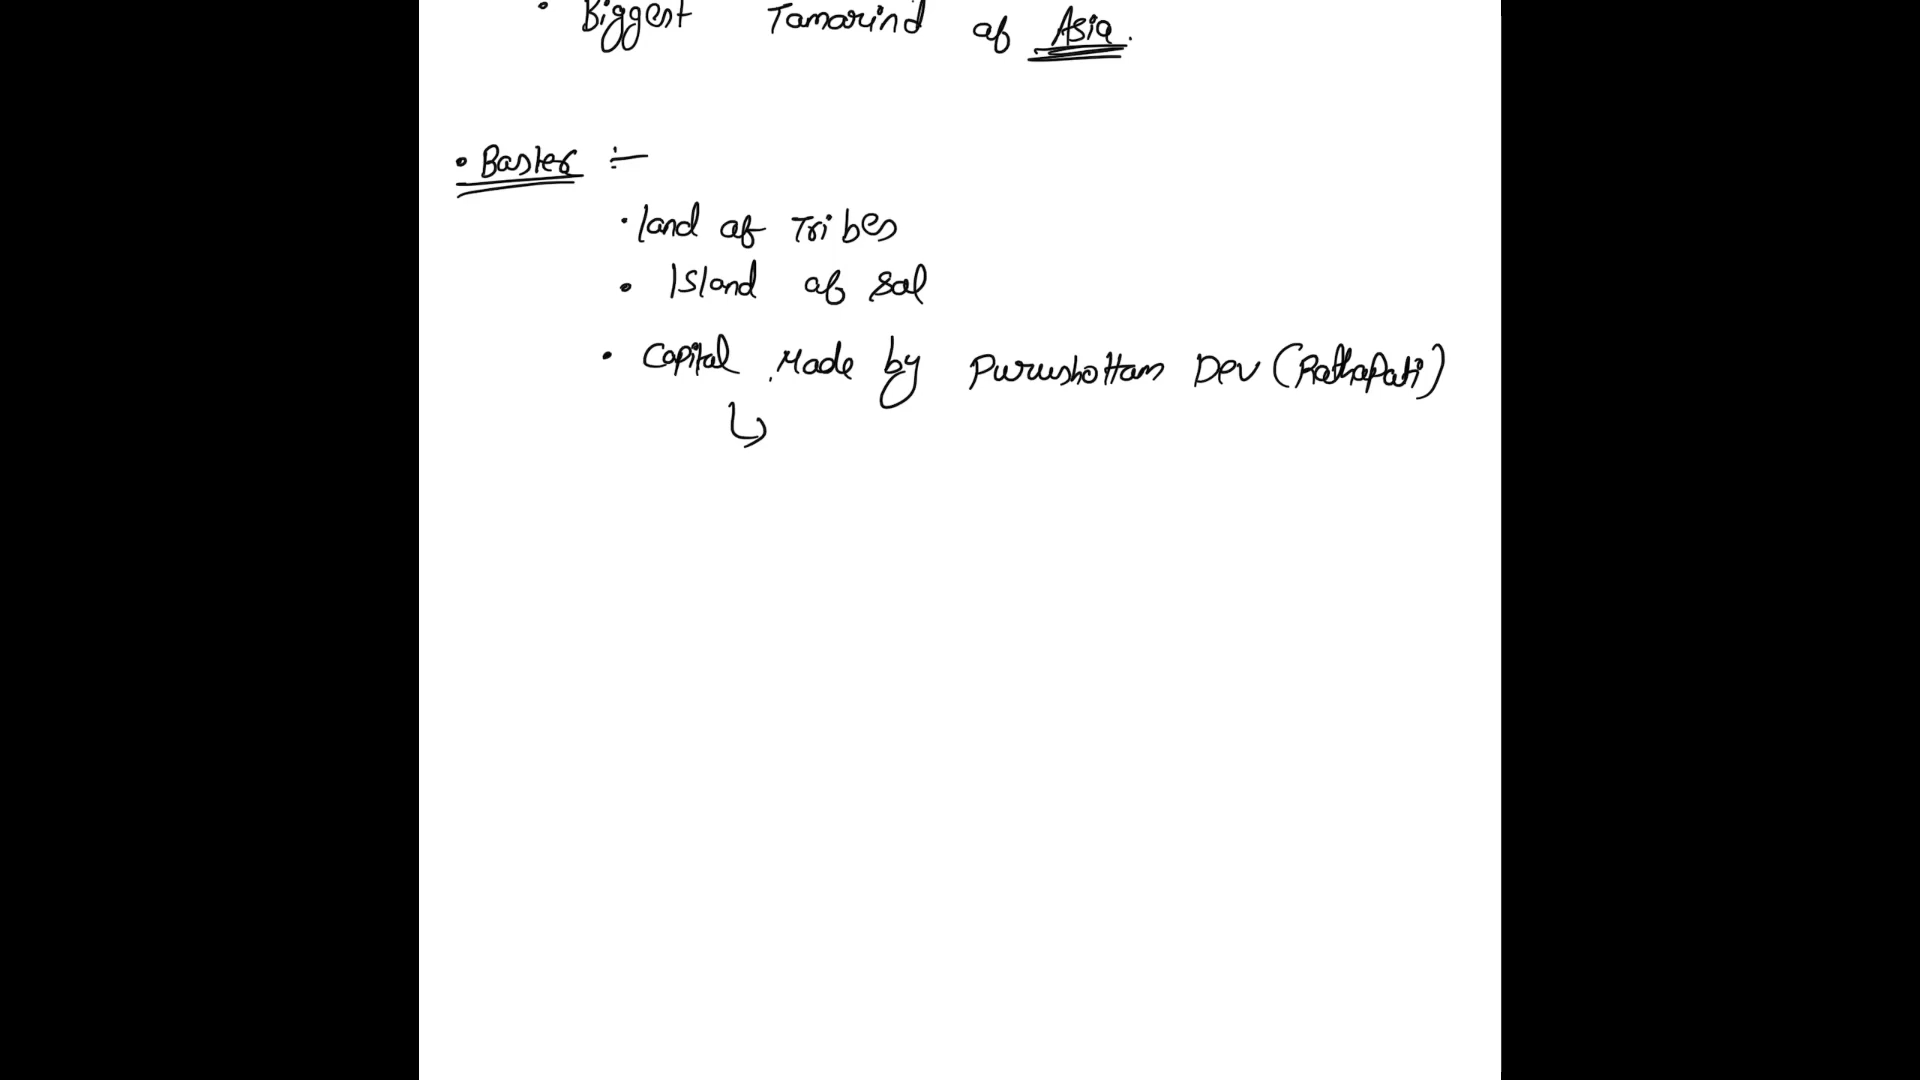 • Biggest Tamarind of Asia.
• Baster :-
• land of Tribes
• Island of Sal
• Capital Made by Purushottam Dev (RathaPati)
↳